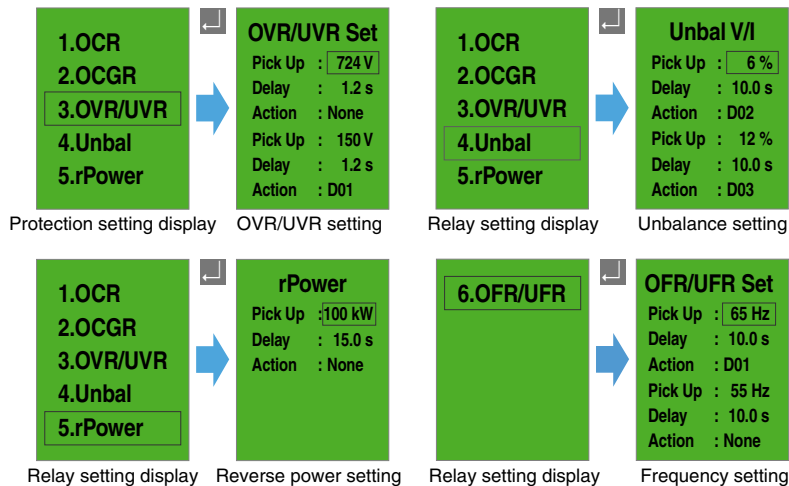 1.OCR
2.OCGR
3.OVR/UVR
4.Unbal
5.rPower
Protection setting display
OVR/UVR Set
Pick Up : 724 V
Delay : 1.2 s
Action : None
Pick Up : 150 V
Delay : 1.2 s
Action : D01
OVR/UVR setting
1.OCR
2.OCGR
3.OVR/UVR
4.Unbal
5.rPower
Relay setting display
Unbal V/I
Pick Up : 6 %
Delay : 10.0 s
Action : D02
Pick Up : 12 %
Delay : 10.0 s
Action : D03
Unbalance setting
1.OCR
2.OCGR
3.OVR/UVR
4.Unbal
5.rPower
Relay setting display
rPower
Pick Up :100 kW
Delay : 15.0 s
Action : None
Reverse power setting
6.OFR/UFR
Relay setting display
OFR/UFR Set
Pick Up : 65 Hz
Delay : 10.0 s
Action : D01
Pick Up : 55 Hz
Delay : 10.0 s
Action : None
Frequency setting